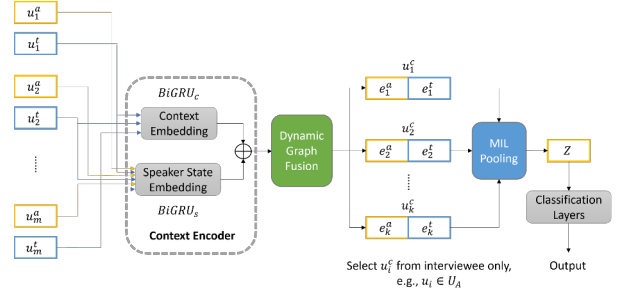 u_1^a
u_1^t
u_2^a
u_2^t
......
u_m^a
u_m^t
BiGRU_c
Context
Embedding
Speaker State
Embedding
BiGRU_s
Context Encoder
Dynamic
Graph
Fusion
u_1^c
e_1^a e_1^t
u_2^c
e_2^a e_2^t
......
u_k^c
e_k^a e_k^t
Select u_i^c from interviewee only,
e.g., u_i ∈ U_A
MIL
Pooling
Z
Classification
Layers
Output